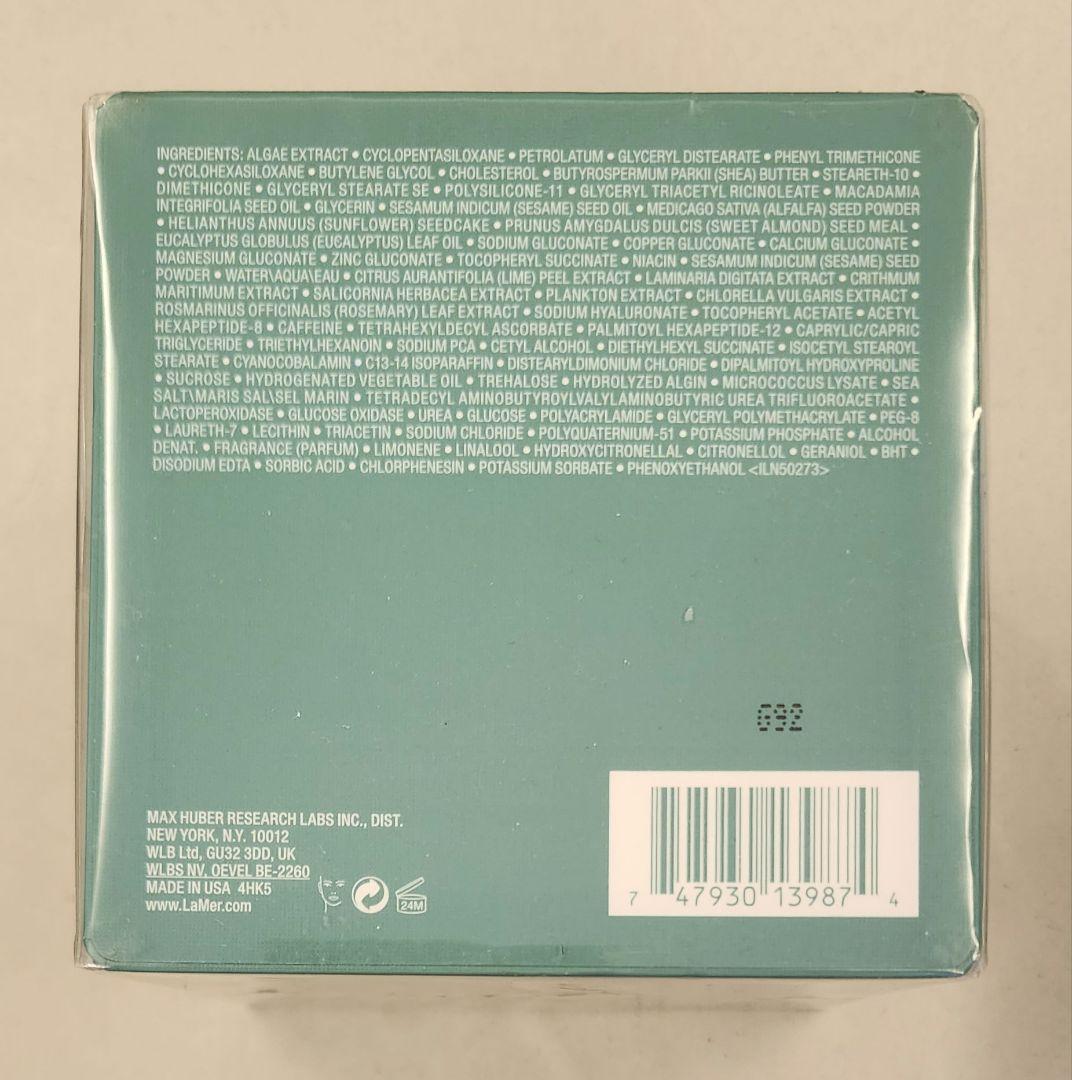 INGREDIENTS: ALGAE EXTRACT • CYCLOPENTASILOXANE • PETROLATUM • GLYCERYL DISTEARATE • PHENYL TRIMETHICONE
• CYCLOHEXASILOXANE • BUTYLENE GLYCOL • CHOLESTEROL • BUTYROSPERMUM PARKII (SHEA) BUTTER • STEARETH-10 •
DIMETHICONE • GLYCERYL STEARATE SE • POLYSILICONE-11 • GLYCERYL TRIACETYL RICINOLEATE • MACADAMIA
INTEGRIFOLIA SEED OIL • GLYCERIN • SESAMUM INDICUM (SESAME) SEED OIL • MEDICAGO SATIVA (ALFALFA) SEED POWDER
• HELIANTHUS ANNUUS (SUNFLOWER) SEEDCAKE • PRUNUS AMYGDALUS DULCIS (SWEET ALMOND) SEED MEAL •
EUCALYPTUS GLOBULUS (EUCALYPTUS) LEAF OIL • SODIUM GLUCONATE • COPPER GLUCONATE • CALCIUM GLUCONATE •
MAGNESIUM GLUCONATE • ZINC GLUCONATE • TOCOPHERYL SUCCINATE • NIACIN • SESAMUM INDICUM (SESAME) SEED
POWDER • WATER\AQUA\EAU • CITRUS AURANTIFOLIA (LIME) PEEL EXTRACT • LAMINARIA DIGITATA EXTRACT • CRITHMUM
MARITIMUM EXTRACT • SALICORNIA HERBACEA EXTRACT • PLANKTON EXTRACT • CHLORELLA VULGARIS EXTRACT •
ROSMARINUS OFFICINALIS (ROSEMARY) LEAF EXTRACT • SODIUM HYALURONATE • TOCOPHERYL ACETATE • ACETYL
HEXAPEPTIDE-8 • CAFFEINE • TETRAHEXYLDECYL ASCORBATE • PALMITOYL HEXAPEPTIDE-12 • CAPRYLIC/CAPRIC
TRIGLYCERIDE • TRIETHYLHEXANOIN • SODIUM PCA • CETYL ALCOHOL • DIETHYLHEXYL SUCCINATE • ISOCETYL STEAROYL
STEARATE • CYANOCOBALAMIN • C13-14 ISOPARAFFIN • DISTEARYLDIMONIUM CHLORIDE • DIPALMITOYL HYDROXYPROLINE
• SUCROSE • HYDROGENATED VEGETABLE OIL • TREHALOSE • HYDROLYZED ALGIN • MICROCOCCUS LYSATE • SEA
SALT\MARIS SAL\SEL MARIN • TETRADECYL AMINOBUTYROYLVALYLAMINOBUTYRIC UREA TRIFLUOROACETATE •
LACTOPEROXIDASE • GLUCOSE OXIDASE • UREA • GLUCOSE • POLYACRYLAMIDE • GLYCERYL POLYMETHACRYLATE • PEG-8
• LAURETH-7 • LECITHIN • TRIACETIN • SODIUM CHLORIDE • POLYQUATERNIUM-51 • POTASSIUM PHOSPHATE • ALCOHOL
DENAT. • FRAGRANCE (PARFUM) • LIMONENE • LINALOOL • HYDROXYCITRONELLAL • CITRONELLOL • GERANIOL • BHT •
DISODIUM EDTA • SORBIC ACID • CHLORPHENESIN • POTASSIUM SORBATE • PHENOXYETHANOL <ILN50273>
G92
MAX HUBER RESEARCH LABS INC., DIST.
NEW YORK, N.Y. 10012
WLB Ltd, GU32 3DD, UK
WLBS NV, OEVEL BE-2260
MADE IN USA 4HK5
www.LaMer.com
24M
7 47930 13987 4